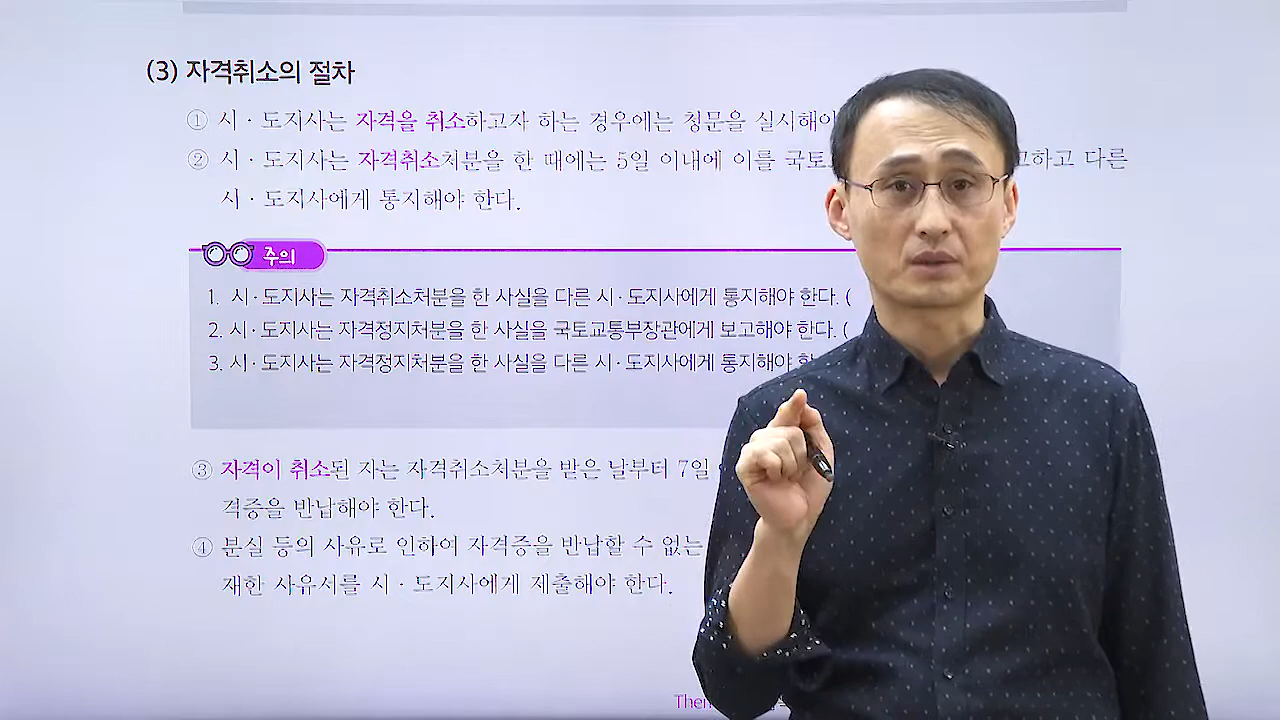 (3) 자격취소의 절차
① 시·도지사는 자격을 취소하고자 하는 경우에는 청문을 실시해야
② 시·도지사는 자격취소처분을 한 때에는 5일 이내에 이를 국토 하고 다른
시·도지사에게 통지해야 한다.
주의
1. 시·도지사는 자격취소처분을 한 사실을 다른 시·도지사에게 통지해야 한다. (
2. 시·도지사는 자격정지처분을 한 사실을 국토교통부장관에게 보고해야 한다. (
3. 시·도지사는 자격정지처분을 한 사실을 다른 시·도지사에게 통지해야
③ 자격이 취소된 자는 자격취소처분을 받은 날부터 7일
격증을 반납해야 한다.
④ 분실 등의 사유로 인하여 자격증을 반납할 수 없는
재한 사유서를 시·도지사에게 제출해야 한다.